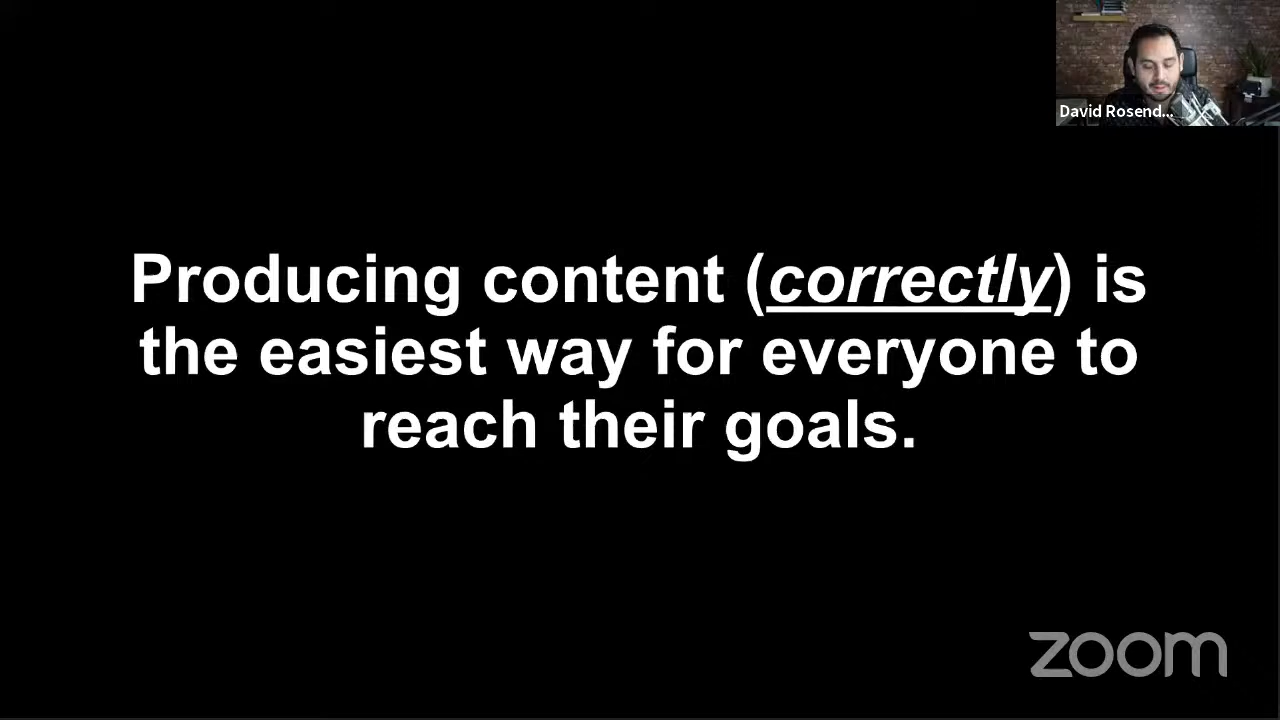 David Rosend...
Producing content (correctly) is
the easiest way for everyone to
reach their goals.
zoom